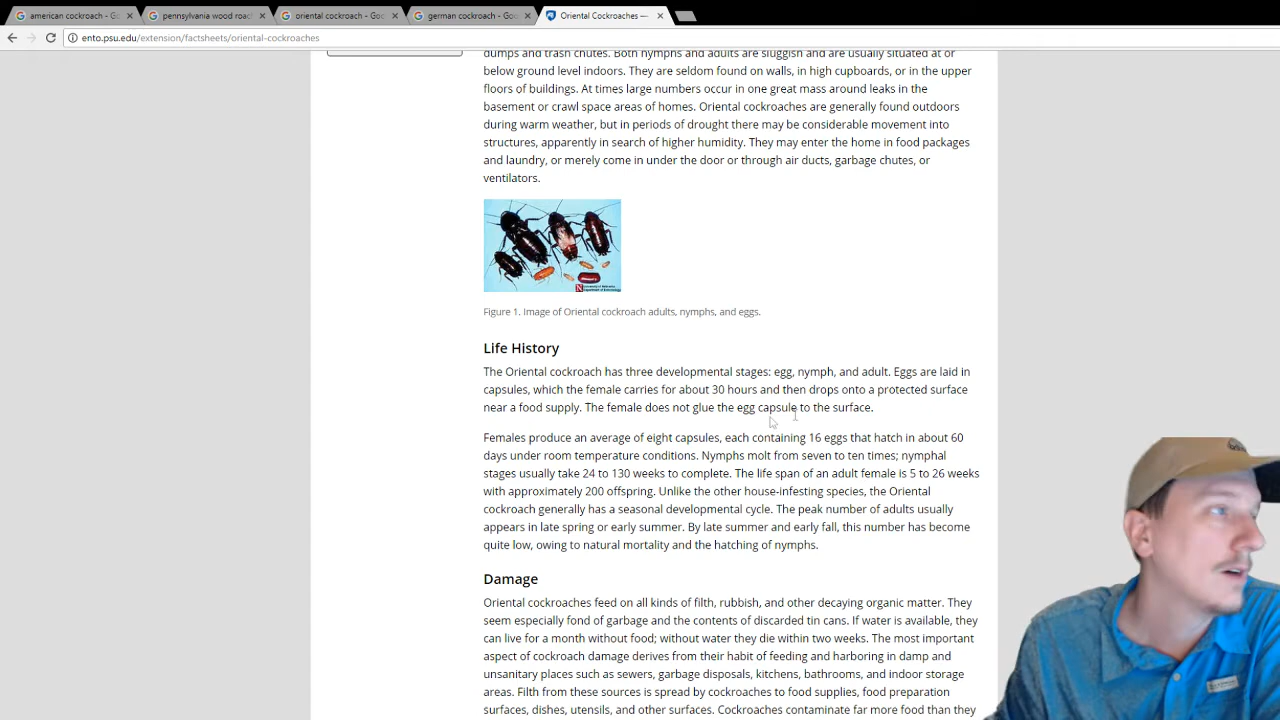 american cockroach - G
pennsylvania wood roac
oriental cockroach - Goo
german cockroach - Goo
Oriental Cockroaches —
ento.psu.edu/extension/factsheets/oriental-cockroaches
dumps and trash chutes. Both nymphs and adults are sluggish and are usually situated at or
below ground level indoors. They are seldom found on walls, in high cupboards, or in the upper
floors of buildings. At times large numbers occur in one great mass around leaks in the
basement or crawl space areas of homes. Oriental cockroaches are generally found outdoors
during warm weather, but in periods of drought there may be considerable movement into
structures, apparently in search of higher humidity. They may enter the home in food packages
and laundry, or merely come in under the door or through air ducts, garbage chutes, or
ventilators.
University of Nebraska
Department of Entomology
Figure 1. Image of Oriental cockroach adults, nymphs, and eggs.
Life History
The Oriental cockroach has three developmental stages: egg, nymph, and adult. Eggs are laid in
capsules, which the female carries for about 30 hours and then drops onto a protected surface
near a food supply. The female does not glue the egg capsule to the surface.
Females produce an average of eight capsules, each containing 16 eggs that hatch in about 60
days under room temperature conditions. Nymphs molt from seven to ten times; nymphal
stages usually take 24 to 130 weeks to complete. The life span of an adult female is 5 to 26 weeks
with approximately 200 offspring. Unlike the other house-infesting species, the Oriental
cockroach generally has a seasonal developmental cycle. The peak number of adults usually
appears in late spring or early summer. By late summer and early fall, this number has become
quite low, owing to natural mortality and the hatching of nymphs.
Damage
Oriental cockroaches feed on all kinds of filth, rubbish, and other decaying organic matter. They
seem especially fond of garbage and the contents of discarded tin cans. If water is available, they
can live for a month without food; without water they die within two weeks. The most important
aspect of cockroach damage derives from their habit of feeding and harboring in damp and
unsanitary places such as sewers, garbage disposals, kitchens, bathrooms, and indoor storage
areas. Filth from these sources is spread by cockroaches to food supplies, food preparation
surfaces, dishes, utensils, and other surfaces. Cockroaches contaminate far more food than they